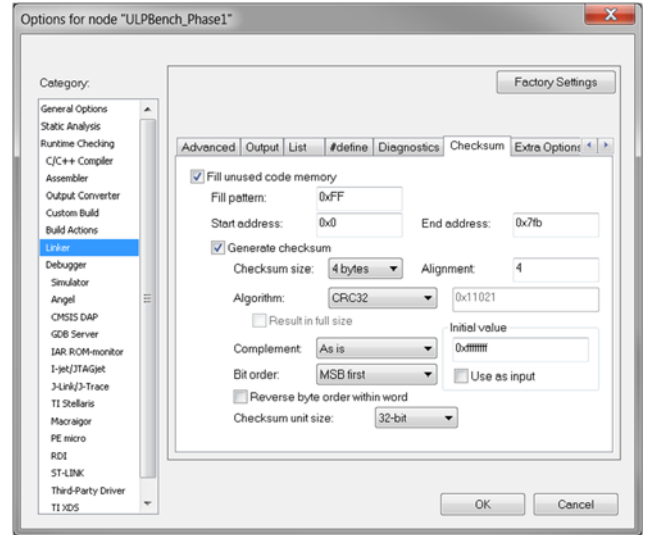 Options for node "ULPBench_Phase1"
Category:
Factory Settings
General Options
Static Analysis
Runtime Checking
C/C++ Compiler
Assembler
Output Converter
Custom Build
Build Actions
Linker
Debugger
Simulator
Angel
CMSIS DAP
GDB Server
IAR ROM-monitor
I-jet/JTAGjet
J-Link/J-Trace
TI Stellaris
Macraigor
PE micro
RDI
ST-LINK
Third-Party Driver
TI XDS
Advanced Output List #define Diagnostics Checksum Extra Options
Fill unused code memory
Fill pattern: 0xFF
Start address: 0x0 End address: 0x7fb
Generate checksum
Checksum size: 4 bytes Alignment: 4
Algorithm: CRC32 0x11021
Result in full size
Initial value
Complement: As is 0xffffffff
Bit order: MSB first Use as input
Reverse byte order within word
Checksum unit size: 32-bit
OK Cancel